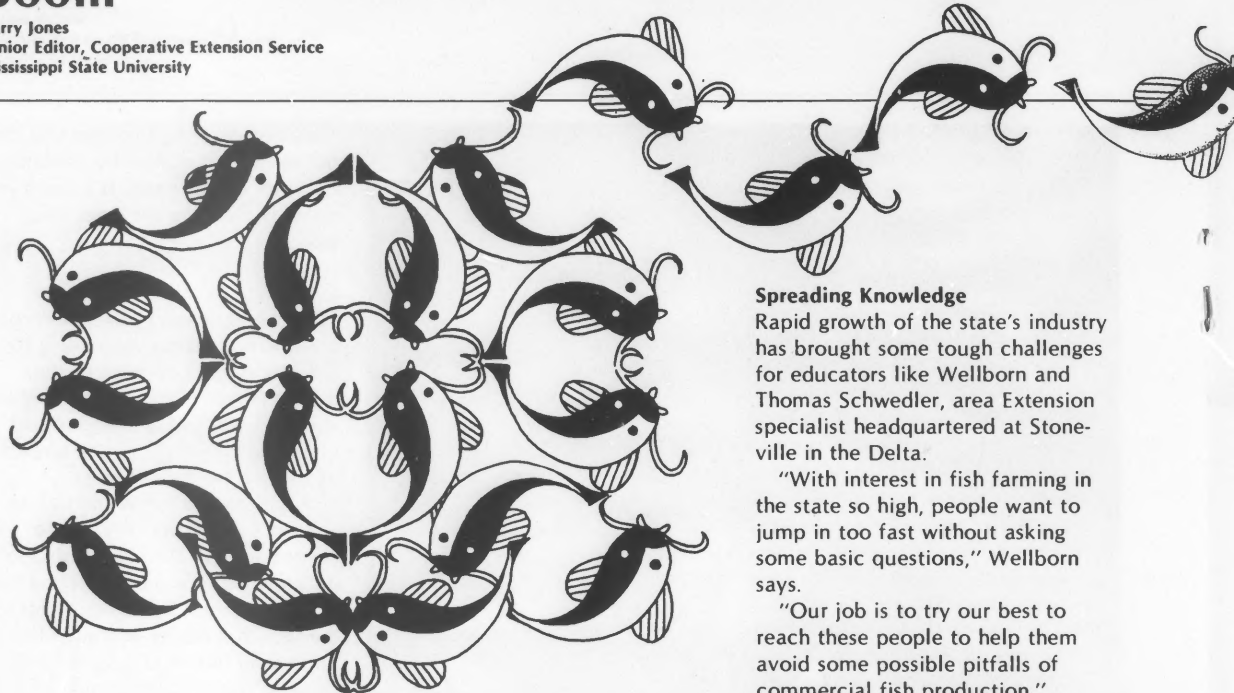 rry Jones
nior Editor, Cooperative Extension Service
ssissippi State University
Spreading Knowledge
Rapid growth of the state's industry
has brought some tough challenges
for educators like Wellborn and
Thomas Schwedler, area Extension
specialist headquartered at Stone-
ville in the Delta.
"With interest in fish farming in
the state so high, people want to
jump in too fast without asking
some basic questions," Wellborn
says.
"Our job is to try our best to
reach these people to help them
avoid some possible pitfalls of
commercial fish production."